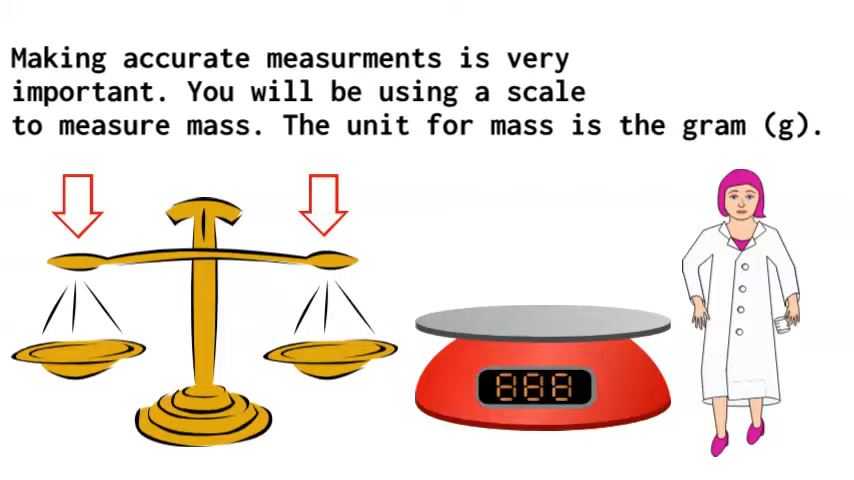 Making accurate measurments is very
important. You will be using a scale
to measure mass. The unit for mass is the gram (g).
888